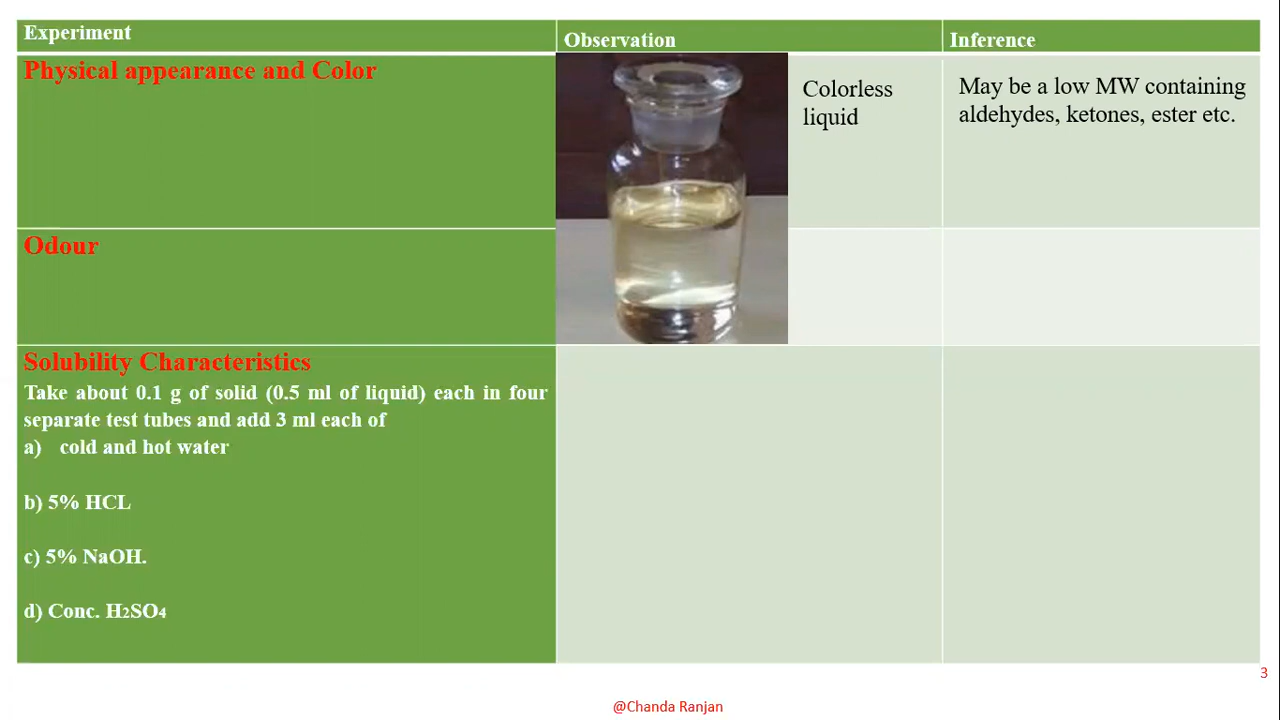 Experiment
Observation
Inference
Physical appearance and Color
Colorless
liquid
May be a low MW containing
aldehydes, ketones, ester etc.
Odour
Solubility Characteristics
Take about 0.1 g of solid (0.5 ml of liquid) each in four
separate test tubes and add 3 ml each of
a) cold and hot water
b) 5% HCL
c) 5% NaOH.
d) Conc. H₂SO₄
3
@Chanda Ranjan